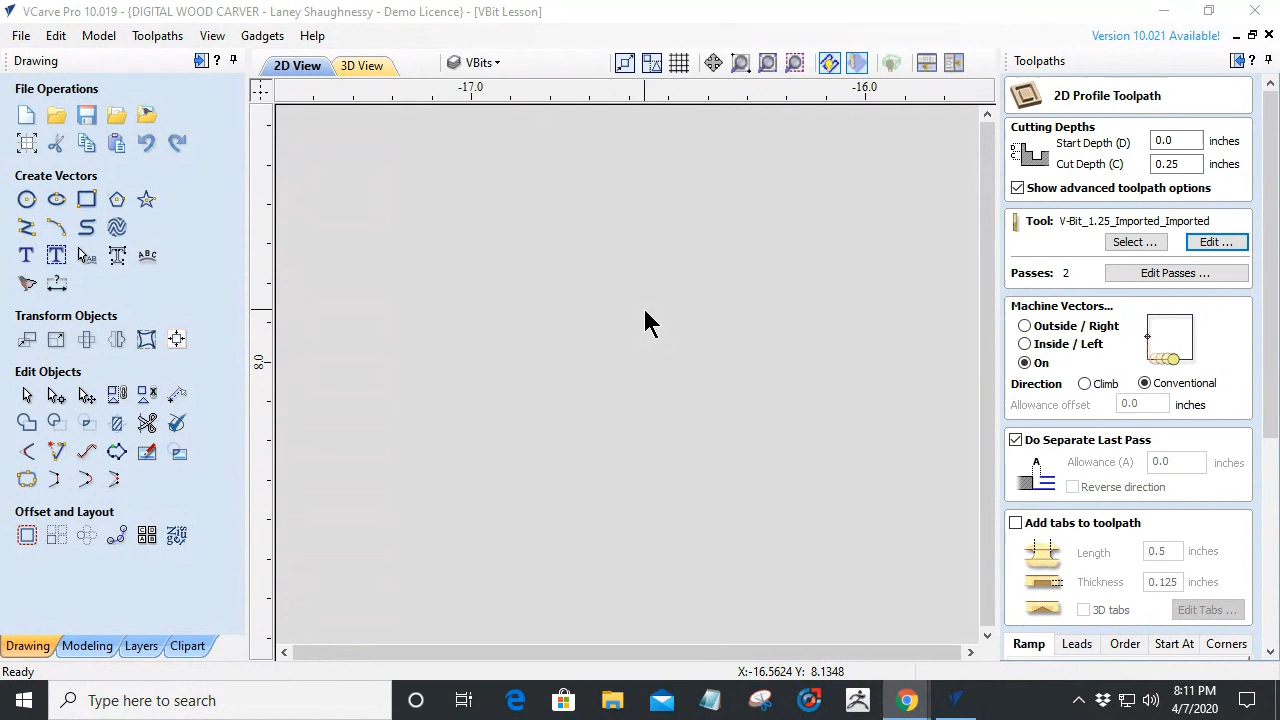 VCarve Pro 10.019 - {DIGITAL WOOD CARVER - Laney Shaughnessy - Demo Licence} - [VBit Lesson]
File Edit Model Toolpaths View Gadgets Help
Version 10.021 Available!
Drawing
File Operations
Create Vectors
Transform Objects
Edit Objects
Offset and Layout
Drawing Modeling Layers Clipart
2D View 3D View
VBits
-17.0 -16.0
8.0
Toolpaths
2D Profile Toolpath
Cutting Depths
Start Depth (D) 0.0 inches
Cut Depth (C) 0.25 inches
Show advanced toolpath options
Tool: V-Bit_1.25_Imported_Imported
Select ... Edit ...
Passes: 2 Edit Passes ...
Machine Vectors...
Outside / Right
Inside / Left
On
Direction Climb Conventional
Allowance offset 0.0 inches
Do Separate Last Pass
Allowance (A) 0.0 inches
Reverse direction
Add tabs to toolpath
Length 0.5 inches
Thickness 0.125 inches
3D tabs Edit Tabs ...
Ramp Leads Order Start At Corners
Ready
X:-16.5624 Y: 8.1348
Type here to search
8:11 PM
4/7/2020